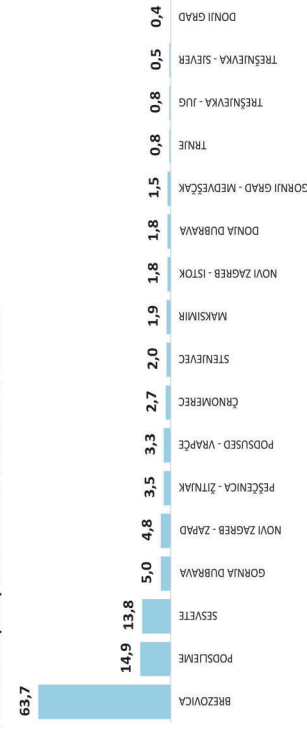 63,7
14,9
13,8
5,0
4,8
3,5
3,3
2,7
2,0
1,9
1,8
1,8
1,5
0,8
0,8
0,5
0,4
BREZOVICA
PODSLJEME
SESVETE
GORNJA DUBRAVA
NOVI ZAGREB - ZAPAD
PEŠČENICA - ŽITNJAK
PODSUSED - VRAPČE
ČRNOMEREC
STENJEVEC
MAKSIMIR
NOVI ZAGREB - ISTOK
DONJA DUBRAVA
GORNJI GRAD - MEDVEŠČAK
TRNJE
TREŠNJEVKA - JUG
TREŠNJEVKA - SJEVER
DONJI GRAD